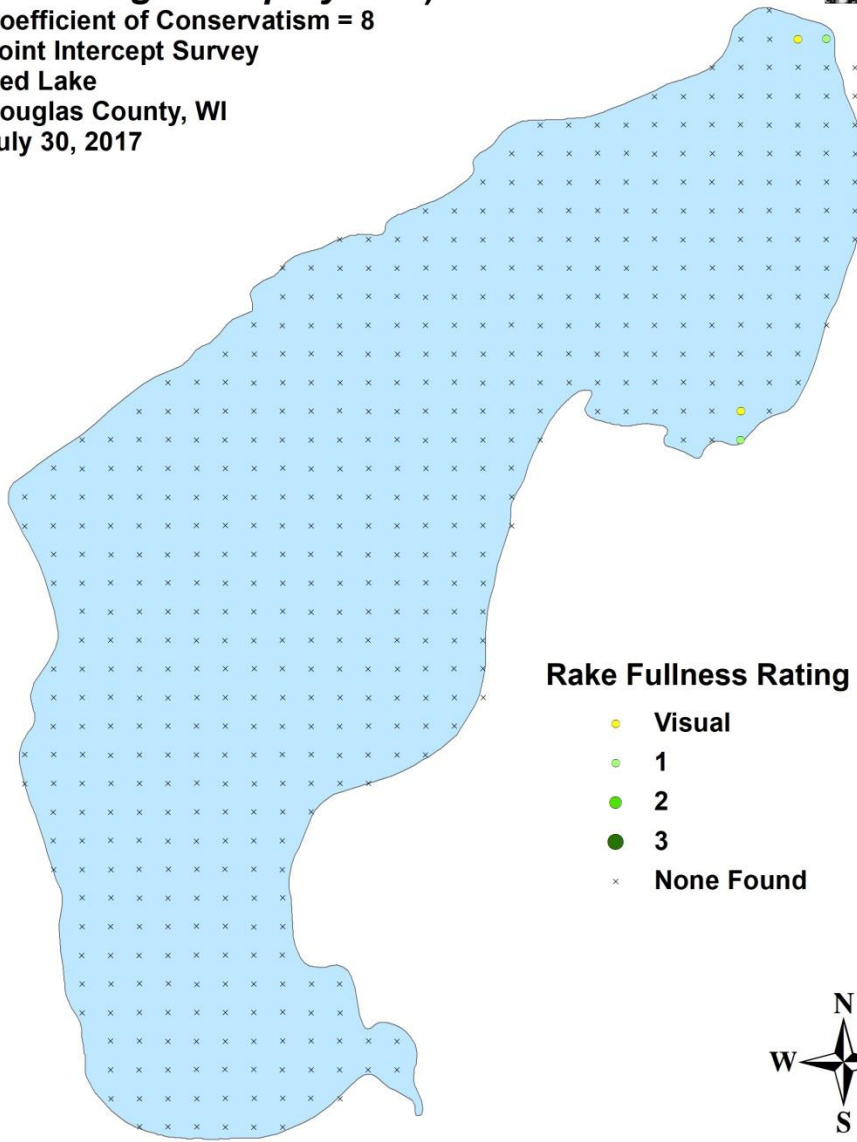 oefficient of Conservatism = 8
oint Intercept Survey
ed Lake
ouglas County, WI
uly 30, 2017
Rake Fullness Rating
Visual
1
2
3
None Found
N
W
S